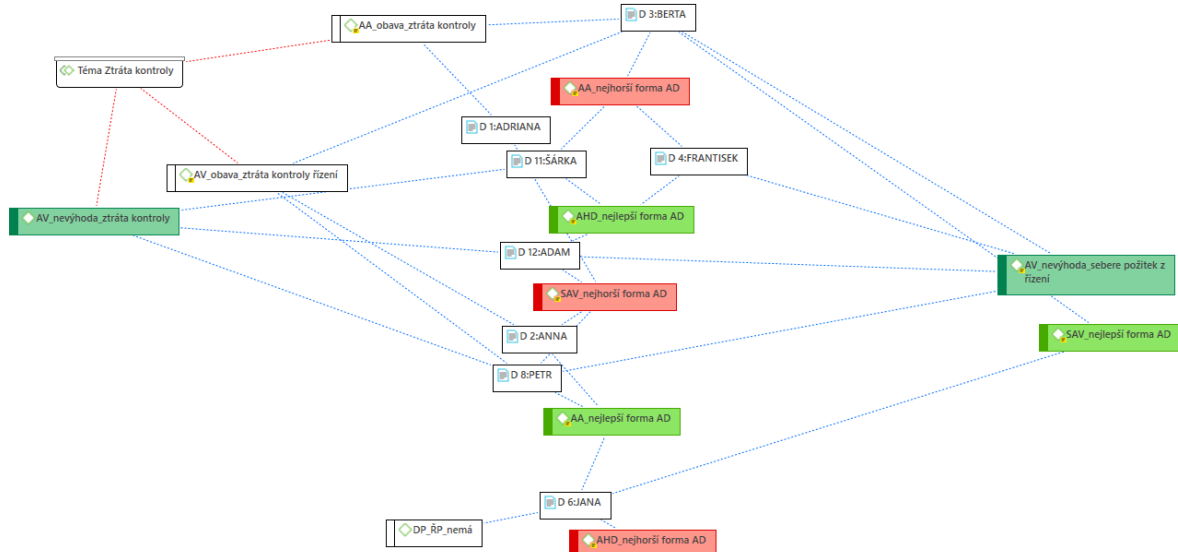 D 3:BERTA
AA_obava_ztráta kontroly
Téma Ztráta kontroly
AA_nejhorší forma AD
D 1:ADRIANA
D 11:ŠÁRKA
D 4:FRANTISEK
AV_obava_ztráta kontroly řízení
AV_nevýhoda_ztráta kontroly
AHD_nejlepší forma AD
D 12:ADAM
AV_nevýhoda_sebere požitek z
řízení
SAV_nejhorší forma AD
D 2:ANNA
SAV_nejlepší forma AD
D 8:PETR
AA_nejlepší forma AD
D 6:JANA
DP_ŘP_nemá
AHD_nejhorší forma AD